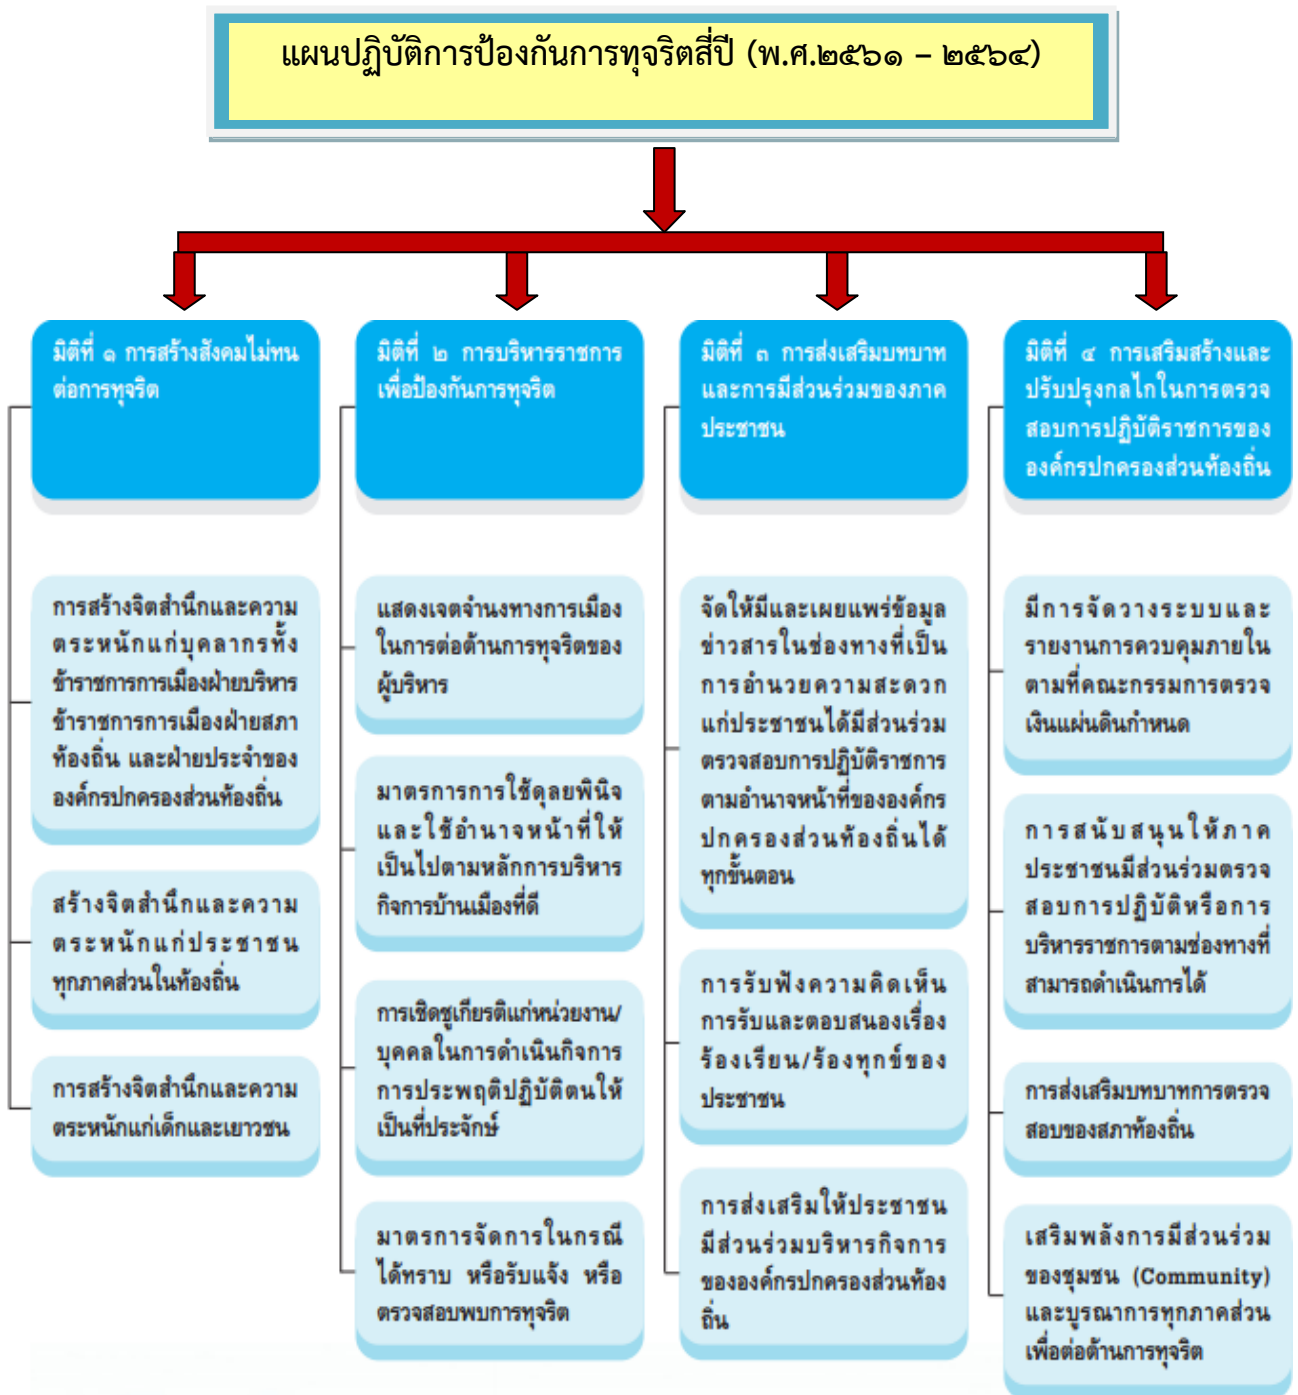 แผนปฏิบัติการป้องกันการทุจริตสี่ปี (พ.ศ.๒๕๖๑ – ๒๕๖๔)
มิติที่ ๑ การสร้างสังคมไม่ทน
ต่อการทุจริต
การสร้างจิตสำนึกและความ
ตระหนักแก่บุคลากรทั้ง
ข้าราชการการเมืองฝ่ายบริหาร
ข้าราชการการเมืองฝ่ายสภา
ท้องถิ่น และฝ่ายประจำของ
องค์กรปกครองส่วนท้องถิ่น
สร้างจิตสำนึกและความ
ตระหนักแก่ประชาชน
ทุกภาคส่วนในท้องถิ่น
การสร้างจิตสำนึกและความ
ตระหนักแก่เด็กและเยาวชน
มิติที่ ๒ การบริหารราชการ
เพื่อป้องกันการทุจริต
แสดงเจตจำนงทางการเมือง
ในการต่อต้านการทุจริตของ
ผู้บริหาร
มาตรการการใช้ดุลยพินิจ
และใช้อำนาจหน้าที่ให้
เป็นไปตามหลักการบริหาร
กิจการบ้านเมืองที่ดี
การเชิดชูเกียรติแก่หน่วยงาน/
บุคคลในการดำเนินกิจการ
การประพฤติปฏิบัติตนให้
เป็นที่ประจักษ์
มาตรการจัดการในกรณี
ได้ทราบ หรือรับแจ้ง หรือ
ตรวจสอบพบการทุจริต
มิติที่ ๓ การส่งเสริมบทบาท
และการมีส่วนร่วมของภาค
ประชาชน
จัดให้มีและเผยแพร่ข้อมูล
ข่าวสารในช่องทางที่เป็น
การอำนวยความสะดวก
แก่ประชาชนได้มีส่วนร่วม
ตรวจสอบการปฏิบัติราชการ
ตามอำนาจหน้าที่ขององค์กร
ปกครองส่วนท้องถิ่นได้
ทุกขั้นตอน
การรับฟังความคิดเห็น
การรับและตอบสนองเรื่อง
ร้องเรียน/ร้องทุกข์ของ
ประชาชน
การส่งเสริมให้ประชาชน
มีส่วนร่วมบริหารกิจการ
ขององค์กรปกครองส่วนท้อง
ถิ่น
มิติที่ ๔ การเสริมสร้างและ
ปรับปรุงกลไกในการตรวจ
สอบการปฏิบัติราชการของ
องค์กรปกครองส่วนท้องถิ่น
มีการจัดวางระบบและ
รายงานการควบคุมภายใน
ตามที่คณะกรรมการตรวจ
เงินแผ่นดินกำหนด
การสนับสนุนให้ภาค
ประชาชนมีส่วนร่วมตรวจ
สอบการปฏิบัติหรือการ
บริหารราชการตามช่องทางที่
สามารถดำเนินการได้
การส่งเสริมบทบาทการตรวจ
สอบของสภาท้องถิ่น
เสริมพลังการมีส่วนร่วม
ของชุมชน (Community)
และบูรณาการทุกภาคส่วน
เพื่อต่อต้านการทุจริต